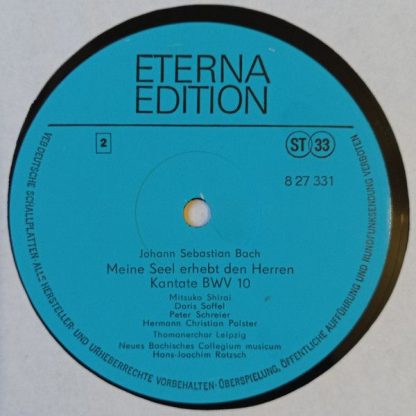 ETERNA
EDITION
2
ST 33
8 27 331
Johann Sebastian Bach
Meine Seel erhebt den Herren
Kantate BWV 10
Mitsuko Shirai
Doris Soffel
Peter Schreier
Hermann Christian Polster
Thomanerchor Leipzig
Neues Bachisches Collegium musicum
Hans-Joachim Rotzsch
VEB DEUTSCHE SCHALLPLATTEN · ALLE HERSTELLER- UND URHEBERRECHTE VORBEHALTEN · ÜBERSPIELUNG, ÖFFENTLICHE AUFFÜHRUNG UND RUNDFUNKSENDUNG VERBOTEN